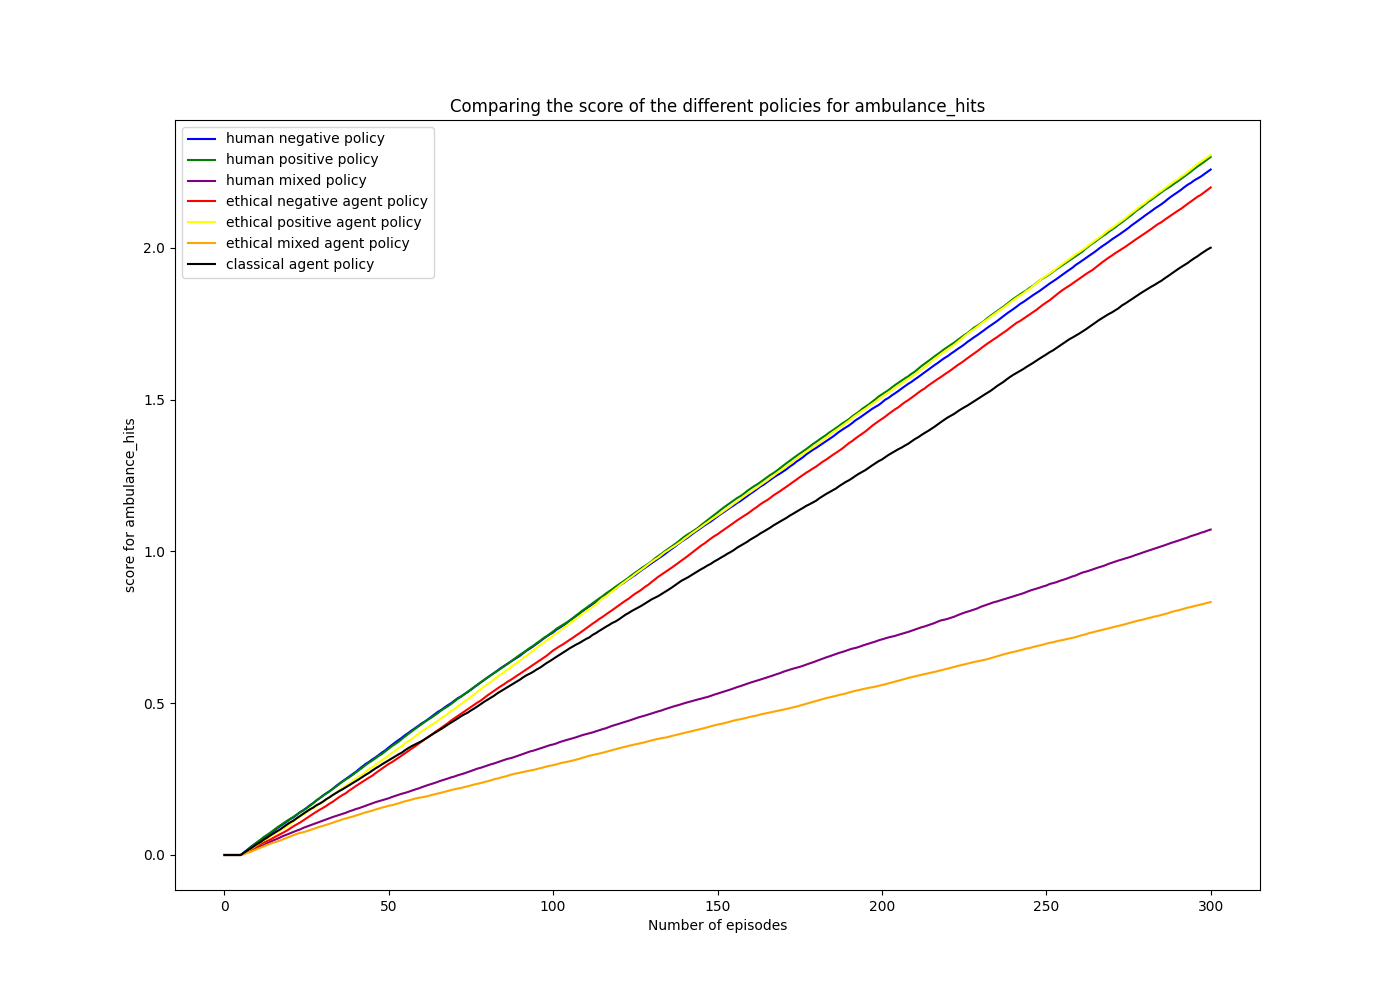 Comparing the score of the different policies for ambulance_hits
human negative policy
human positive policy
human mixed policy
ethical negative agent policy
ethical positive agent policy
ethical mixed agent policy
classical agent policy
2.0
1.5
1.0
0.5
0.0
score for ambulance_hits
0 50 100 150 200 250 300
Number of episodes